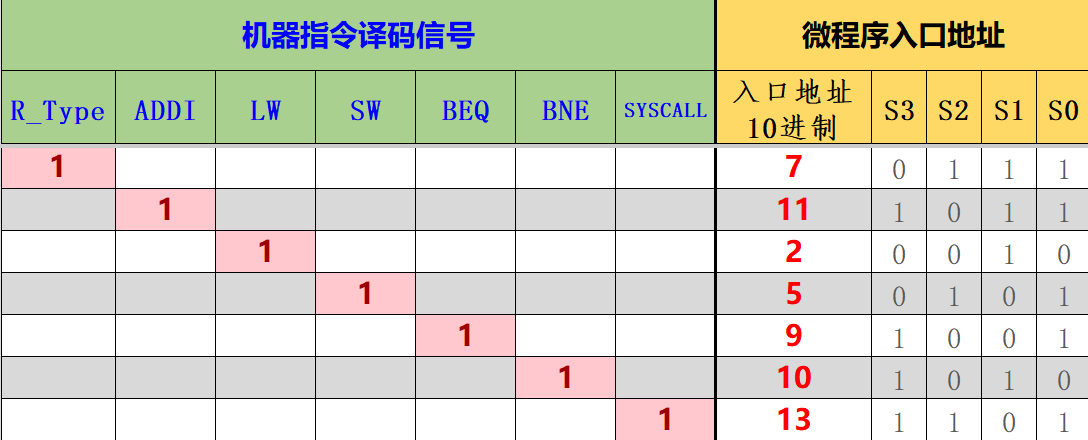 机器指令译码信号 微程序入口地址
R_Type ADDI LW SW BEQ BNE SYSCALL 入口地址 10进制 S3 S2 S1 S0
1 7 0 1 1 1
1 11 1 0 1 1
1 2 0 0 1 0
1 5 0 1 0 1
1 9 1 0 0 1
1 10 1 0 1 0
1 13 1 1 0 1